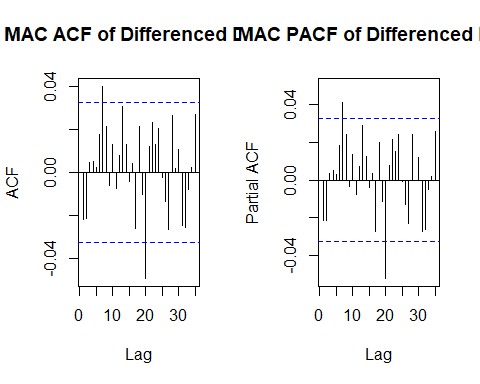 MAC ACF of Differenced D
MAC PACF of Differenced
ACF
-0.04 0.00 0.04
0 10 20 30
Lag
Partial ACF
-0.04 0.00 0.04
0 10 20 30
Lag